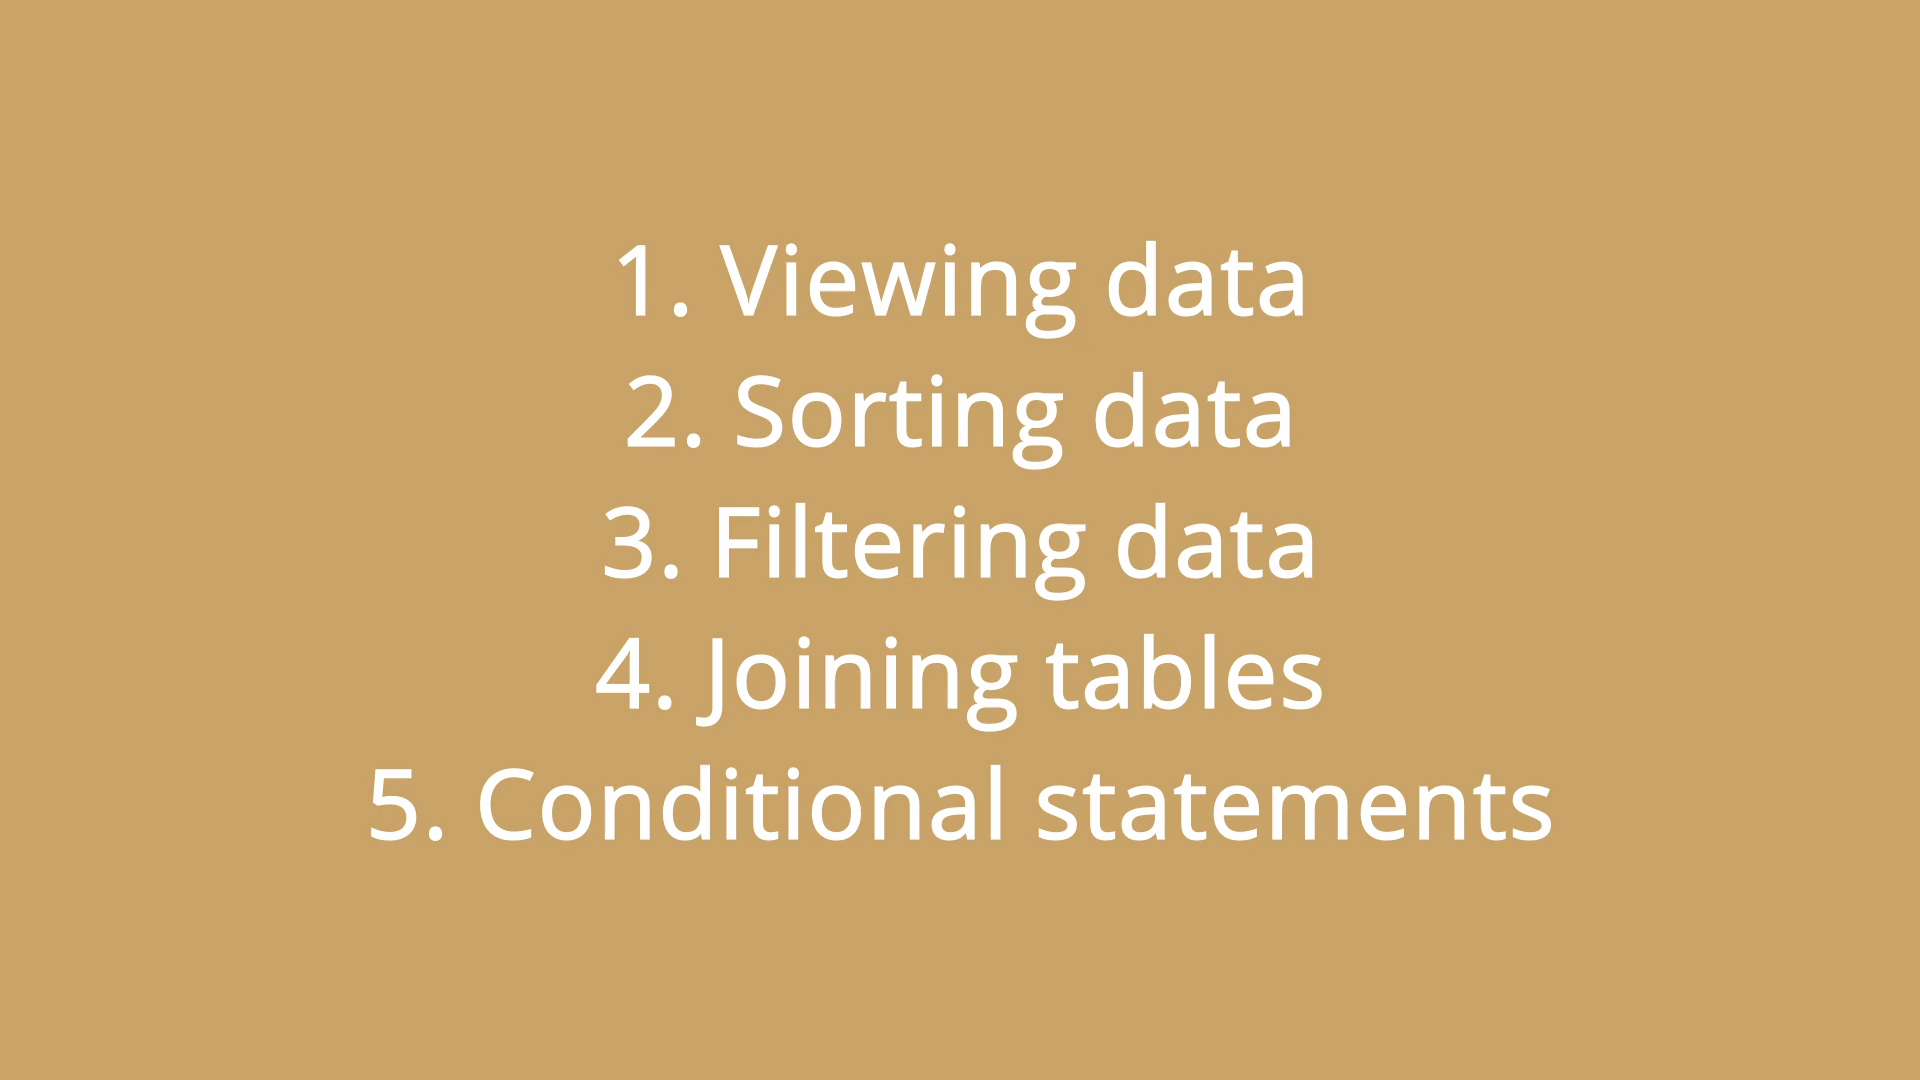 1. Viewing data
2. Sorting data
3. Filtering data
4. Joining tables
5. Conditional statements